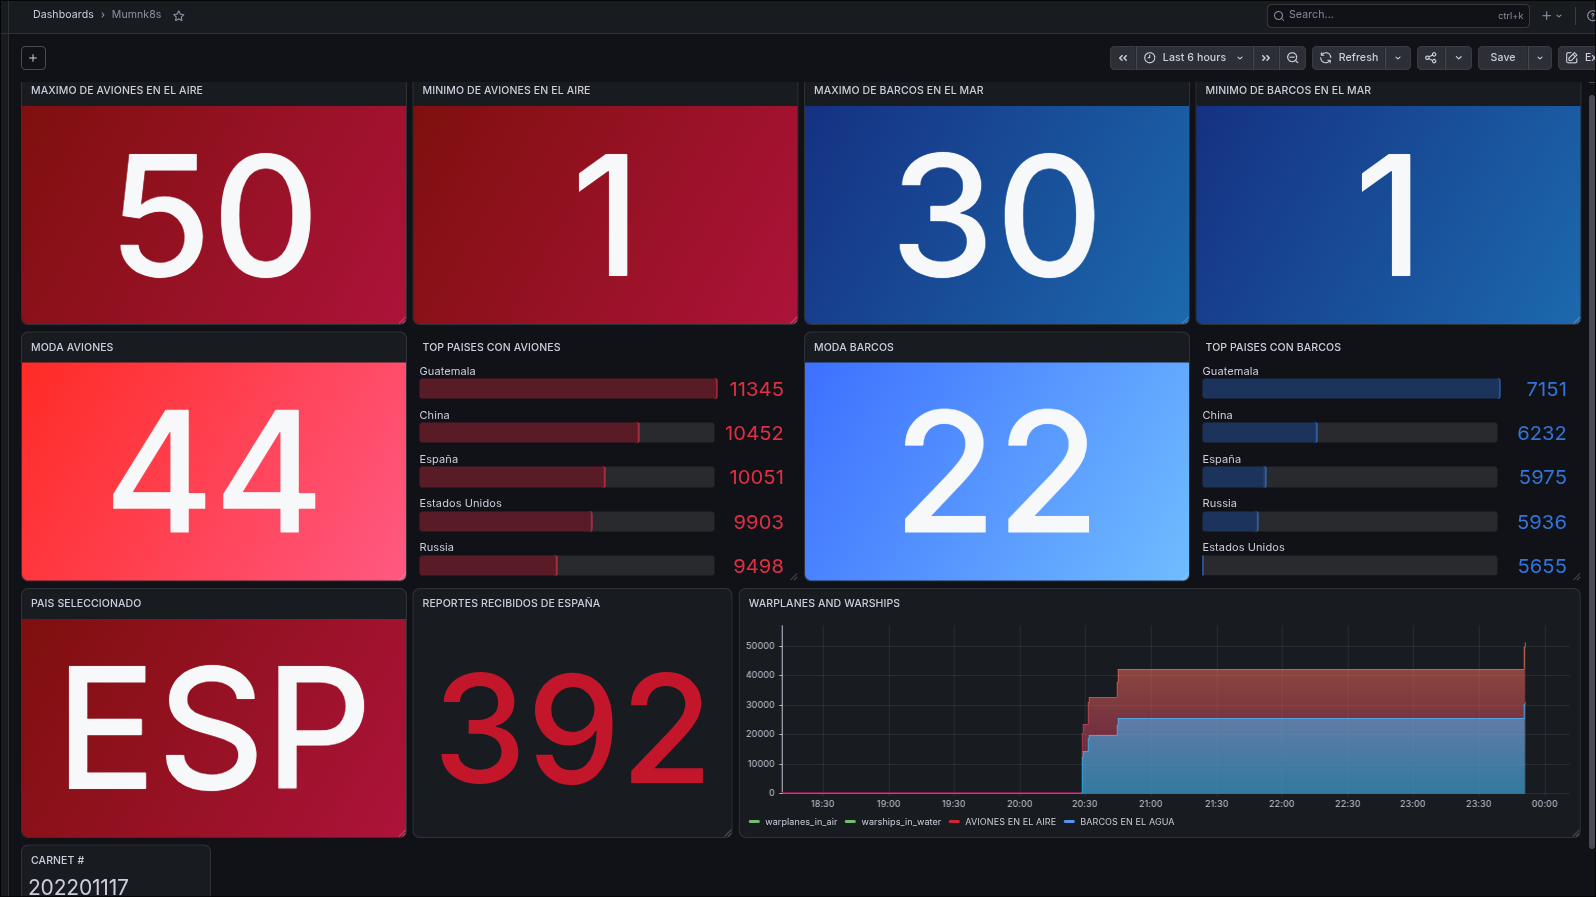 Dashboards › Mumnk8s
Search... ctrl+k
Last 6 hours Refresh Save Ex
MAXIMO DE AVIONES EN EL AIRE
50
MINIMO DE AVIONES EN EL AIRE
1
MAXIMO DE BARCOS EN EL MAR
30
MINIMO DE BARCOS EN EL MAR
1
MODA AVIONES
44
TOP PAISES CON AVIONES
Guatemala
11345
China
10452
España
10051
Estados Unidos
9903
Russia
9498
MODA BARCOS
22
TOP PAISES CON BARCOS
Guatemala
7151
China
6232
España
5975
Russia
5936
Estados Unidos
5655
PAIS SELECCIONADO
ESP
REPORTES RECIBIDOS DE ESPAÑA
392
WARPLANES AND WARSHIPS
50000
40000
30000
20000
10000
0
18:30 19:00 19:30 20:00 20:30 21:00 21:30 22:00 22:30 23:00 23:30 00:00
warplanes_in_air warships_in_water AVIONES EN EL AIRE BARCOS EN EL AGUA
CARNET #
202201117